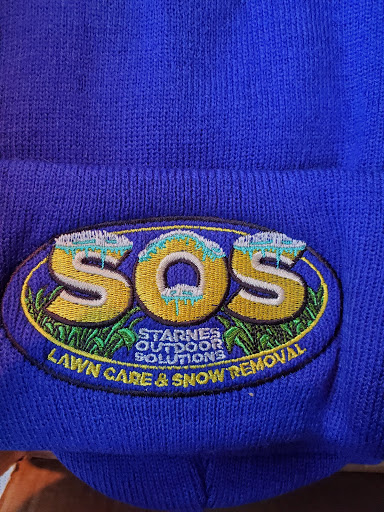 SOS
STARNES
OUTDOOR
SOLUTIONS
LAWN CARE & SNOW REMOVAL